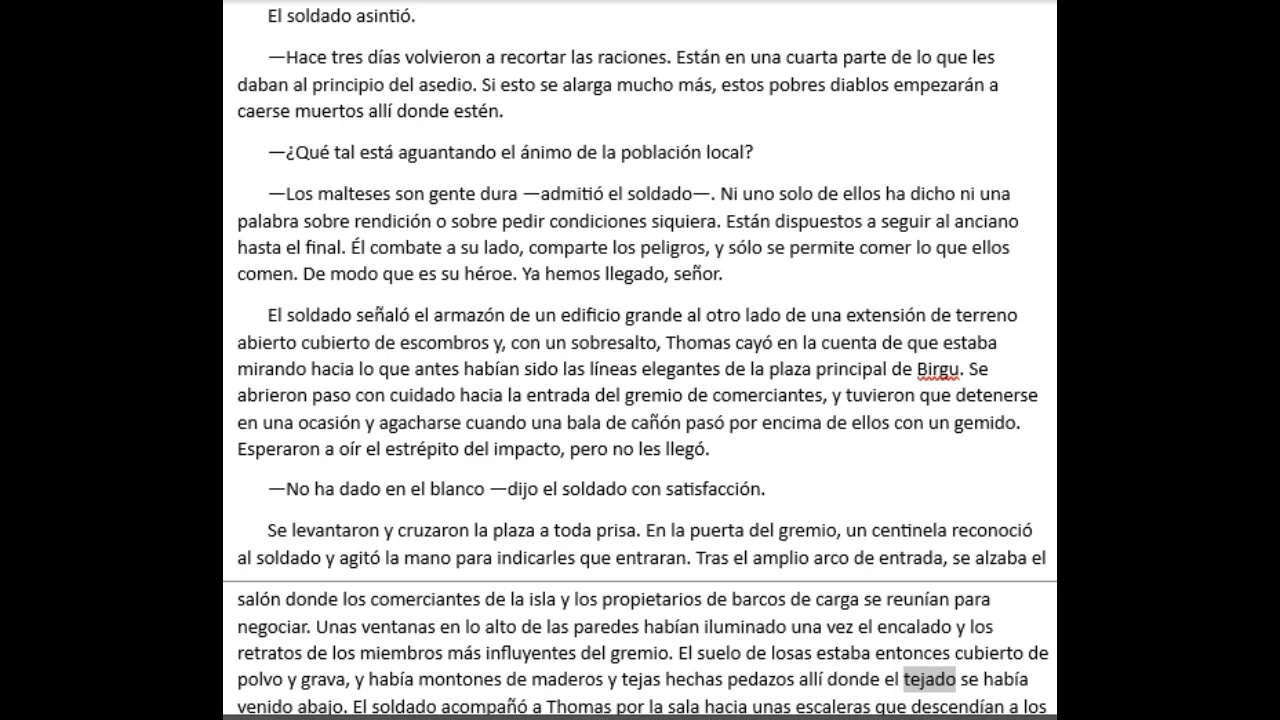 El soldado asintió.
—Hace tres días volvieron a recortar las raciones. Están en una cuarta parte de lo que les
daban al principio del asedio. Si esto se alarga mucho más, estos pobres diablos empezarán a
caerse muertos allí donde estén.
—¿Qué tal está aguantando el ánimo de la población local?
—Los malteses son gente dura —admitió el soldado—. Ni uno solo de ellos ha dicho ni una
palabra sobre rendición o sobre pedir condiciones siquiera. Están dispuestos a seguir al anciano
hasta el final. Él combate a su lado, comparte los peligros, y sólo se permite comer lo que ellos
comen. De modo que es su héroe. Ya hemos llegado, señor.
El soldado señaló el armazón de un edificio grande al otro lado de una extensión de terreno
abierto cubierto de escombros y, con un sobresalto, Thomas cayó en la cuenta de que estaba
mirando hacia lo que antes habían sido las líneas elegantes de la plaza principal de Birgu. Se
abrieron paso con cuidado hacia la entrada del gremio de comerciantes, y tuvieron que detenerse
en una ocasión y agacharse cuando una bala de cañón pasó por encima de ellos con un gemido.
Esperaron a oír el estrépito del impacto, pero no les llegó.
—No ha dado en el blanco —dijo el soldado con satisfacción.
Se levantaron y cruzaron la plaza a toda prisa. En la puerta del gremio, un centinela reconoció
al soldado y agitó la mano para indicarles que entraran. Tras el amplio arco de entrada, se alzaba el
salón donde los comerciantes de la isla y los propietarios de barcos de carga se reunían para
negociar. Unas ventanas en lo alto de las paredes habían iluminado una vez el encalado y los
retratos de los miembros más influyentes del gremio. El suelo de losas estaba entonces cubierto de
polvo y grava, y había montones de maderos y tejas hechas pedazos allí donde el tejado se había
venido abajo. El soldado acompañó a Thomas por la sala hacia unas escaleras que descendían a los